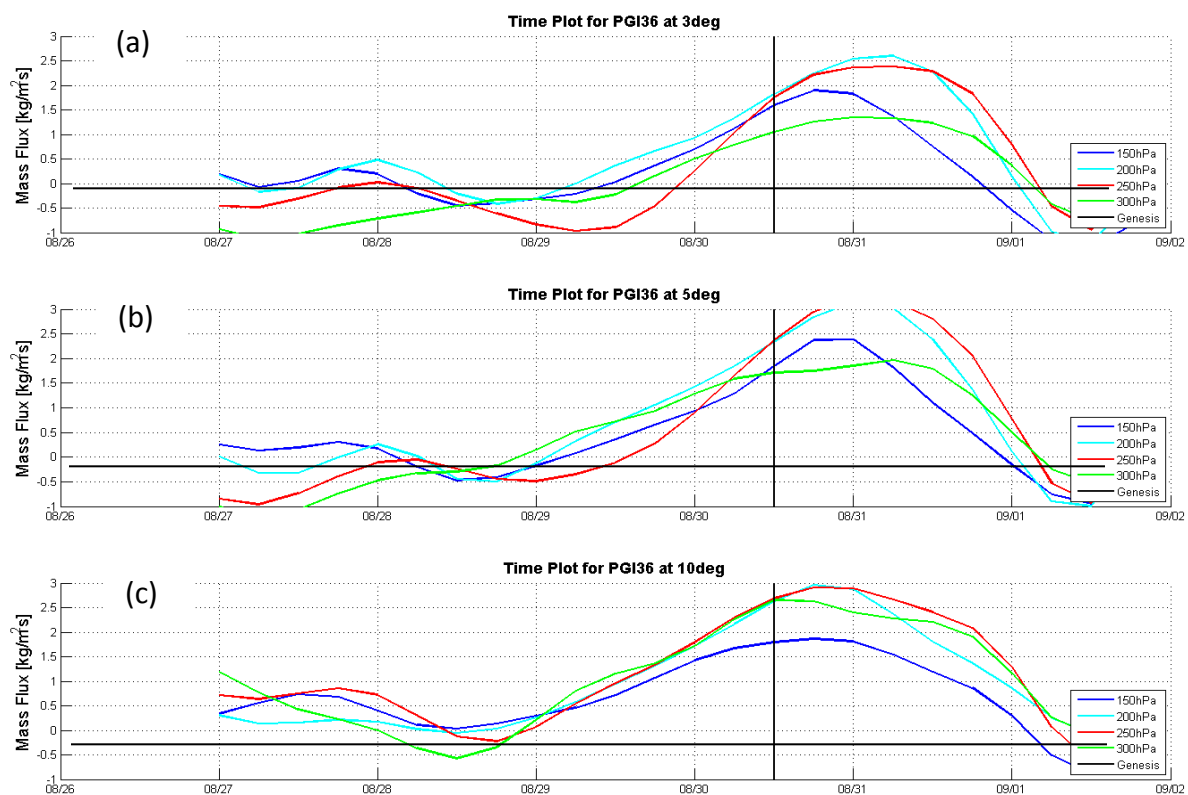 Time Plot for PGI36 at 3deg
(a)
Mass Flux [kg/m²s]
3
2.5
2
1.5
1
0.5
0
-0.5
-1
08/26 08/27 08/28 08/29 08/30 08/31 09/01 09/02
150hPa
200hPa
250hPa
300hPa
Genesis
Time Plot for PGI36 at 5deg
(b)
Mass Flux [kg/m²s]
3
2.5
2
1.5
1
0.5
0
-0.5
-1
08/26 08/27 08/28 08/29 08/30 08/31 09/01 09/02
150hPa
200hPa
250hPa
300hPa
Genesis
Time Plot for PGI36 at 10deg
(c)
Mass Flux [kg/m²s]
3
2.5
2
1.5
1
0.5
0
-0.5
-1
08/26 08/27 08/28 08/29 08/30 08/31 09/01 09/02
150hPa
200hPa
250hPa
300hPa
Genesis